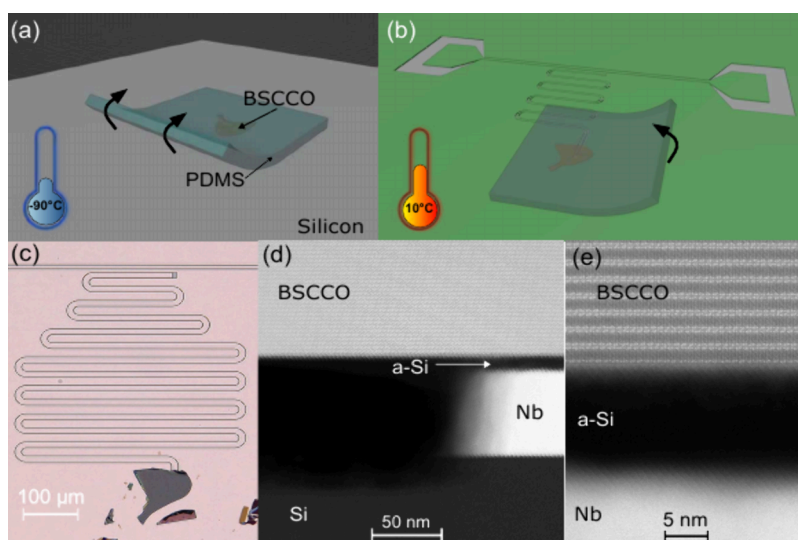 (a)
BSCCO
PDMS
-90°C
Silicon
(b)
10°C
(c)
100 μm
(d)
BSCCO
a-Si
Nb
Si
50 nm
(e)
BSCCO
a-Si
Nb
5 nm